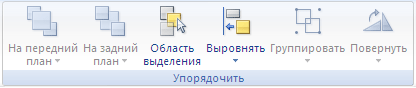 На передний план
На задний план
Область выделения
Выровнять
Группировать
Повернуть
Упорядочить